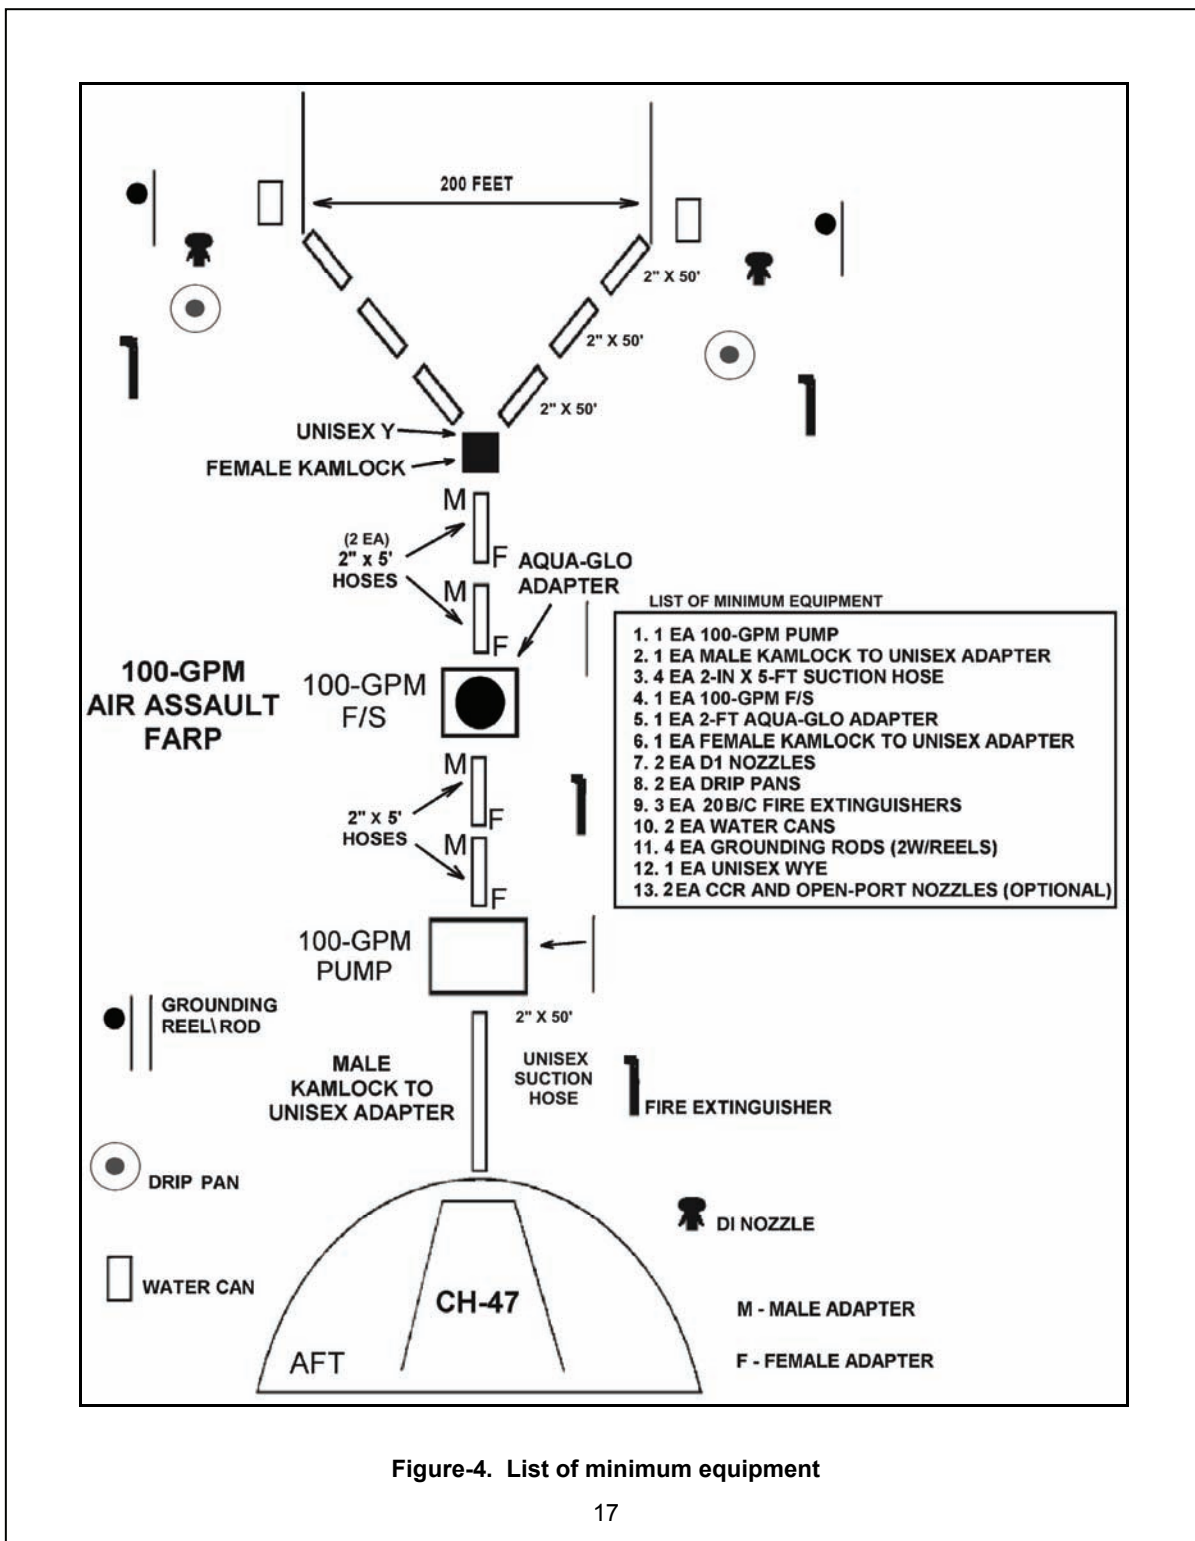 200 FEET
2" X 50'
2" X 50'
2" X 50'
UNISEX Y
FEMALE KAMLOCK
M
(2 EA)
2" x 5'
HOSES
F
AQUA-GLO
ADAPTER
M
F
LIST OF MINIMUM EQUIPMENT
1. 1 EA 100-GPM PUMP
2. 1 EA MALE KAMLOCK TO UNISEX ADAPTER
3. 4 EA 2-IN X 5-FT SUCTION HOSE
4. 1 EA 100-GPM F/S
5. 1 EA 2-FT AQUA-GLO ADAPTER
6. 1 EA FEMALE KAMLOCK TO UNISEX ADAPTER
7. 2 EA D1 NOZZLES
8. 2 EA DRIP PANS
9. 3 EA 20B/C FIRE EXTINGUISHERS
10. 2 EA WATER CANS
11. 4 EA GROUNDING RODS (2W/REELS)
12. 1 EA UNISEX WYE
13. 2 EA CCR AND OPEN-PORT NOZZLES (OPTIONAL)
100-GPM
AIR ASSAULT
FARP
100-GPM
F/S
M
2" X 5'
HOSES
F
M
F
100-GPM
PUMP
GROUNDING
REEL\ROD
2" X 50'
MALE
KAMLOCK TO
UNISEX ADAPTER
UNISEX
SUCTION
HOSE
FIRE EXTINGUISHER
DRIP PAN
DI NOZZLE
WATER CAN
CH-47
AFT
M - MALE ADAPTER
F - FEMALE ADAPTER
Figure-4. List of minimum equipment
17